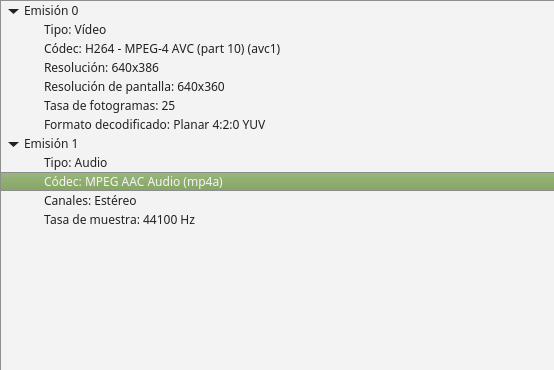 Emisión 0
Tipo: Vídeo
Códec: H264 - MPEG-4 AVC (part 10) (avc1)
Resolución: 640x386
Resolución de pantalla: 640x360
Tasa de fotogramas: 25
Formato decodificado: Planar 4:2:0 YUV
Emisión 1
Tipo: Audio
Códec: MPEG AAC Audio (mp4a)
Canales: Estéreo
Tasa de muestra: 44100 Hz